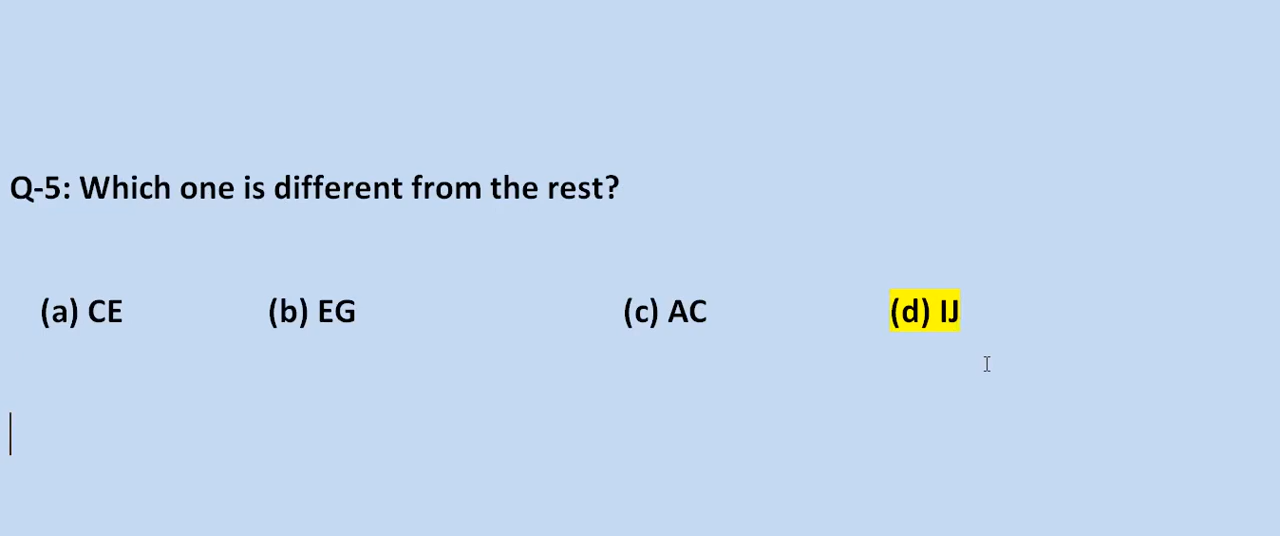 Q-5: Which one is different from the rest?
(a) CE (b) EG (c) AC (d) IJ